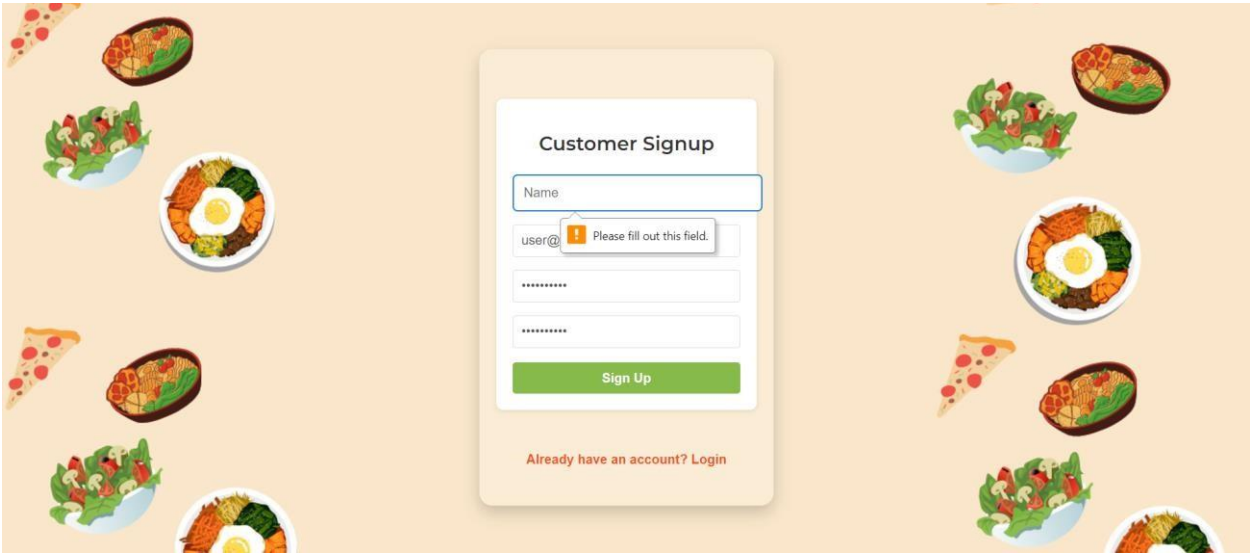 Customer Signup
Name
user@
! Please fill out this field.
••••••••••
••••••••••
Sign Up
Already have an account? Login